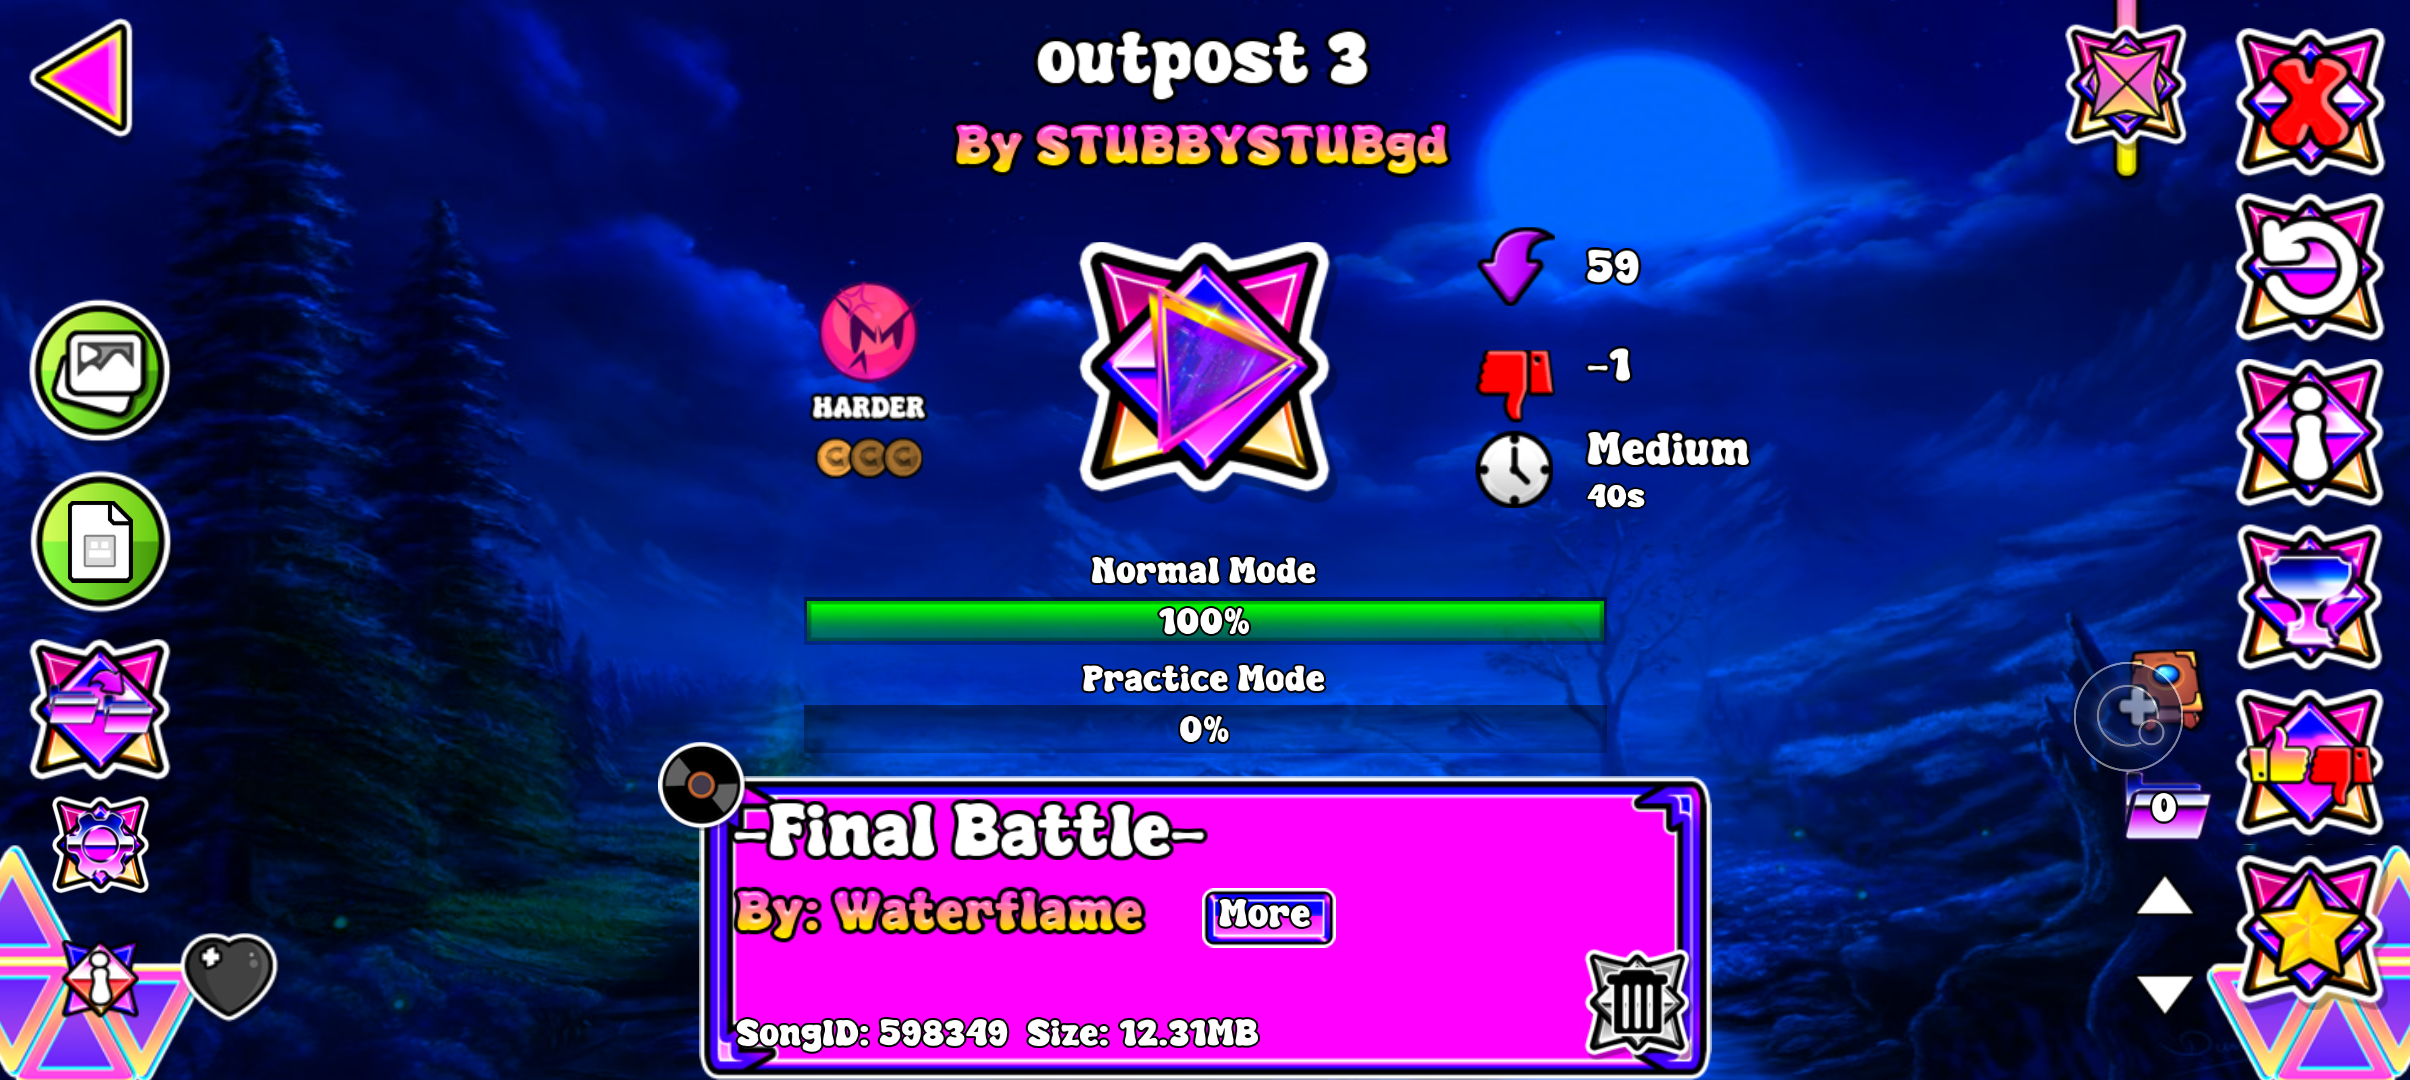 outpost 3
By STUBBYSTUBgd
59
-1
HARDER
Medium
40s
Normal Mode
100%
Practice Mode
0%
-Final Battle-
By: Waterflame
More
SongID: 598349 Size: 12.31MB
0